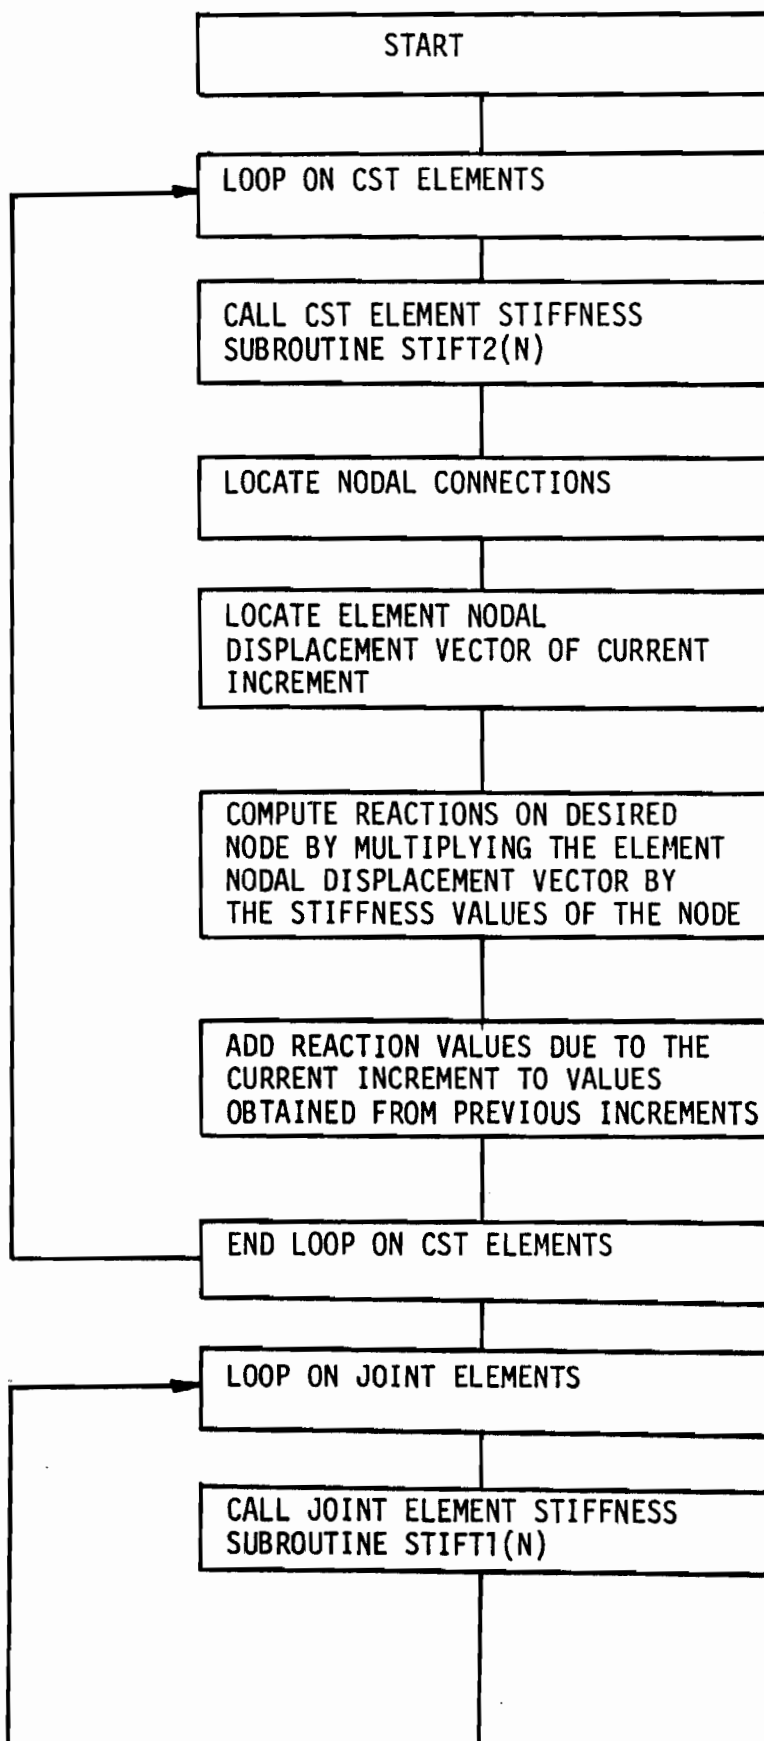 START
LOOP ON CST ELEMENTS
CALL CST ELEMENT STIFFNESS
SUBROUTINE STIFT2(N)
LOCATE NODAL CONNECTIONS
LOCATE ELEMENT NODAL
DISPLACEMENT VECTOR OF CURRENT
INCREMENT
COMPUTE REACTIONS ON DESIRED
NODE BY MULTIPLYING THE ELEMENT
NODAL DISPLACEMENT VECTOR BY
THE STIFFNESS VALUES OF THE NODE
ADD REACTION VALUES DUE TO THE
CURRENT INCREMENT TO VALUES
OBTAINED FROM PREVIOUS INCREMENTS
END LOOP ON CST ELEMENTS
LOOP ON JOINT ELEMENTS
CALL JOINT ELEMENT STIFFNESS
SUBROUTINE STIFT1(N)